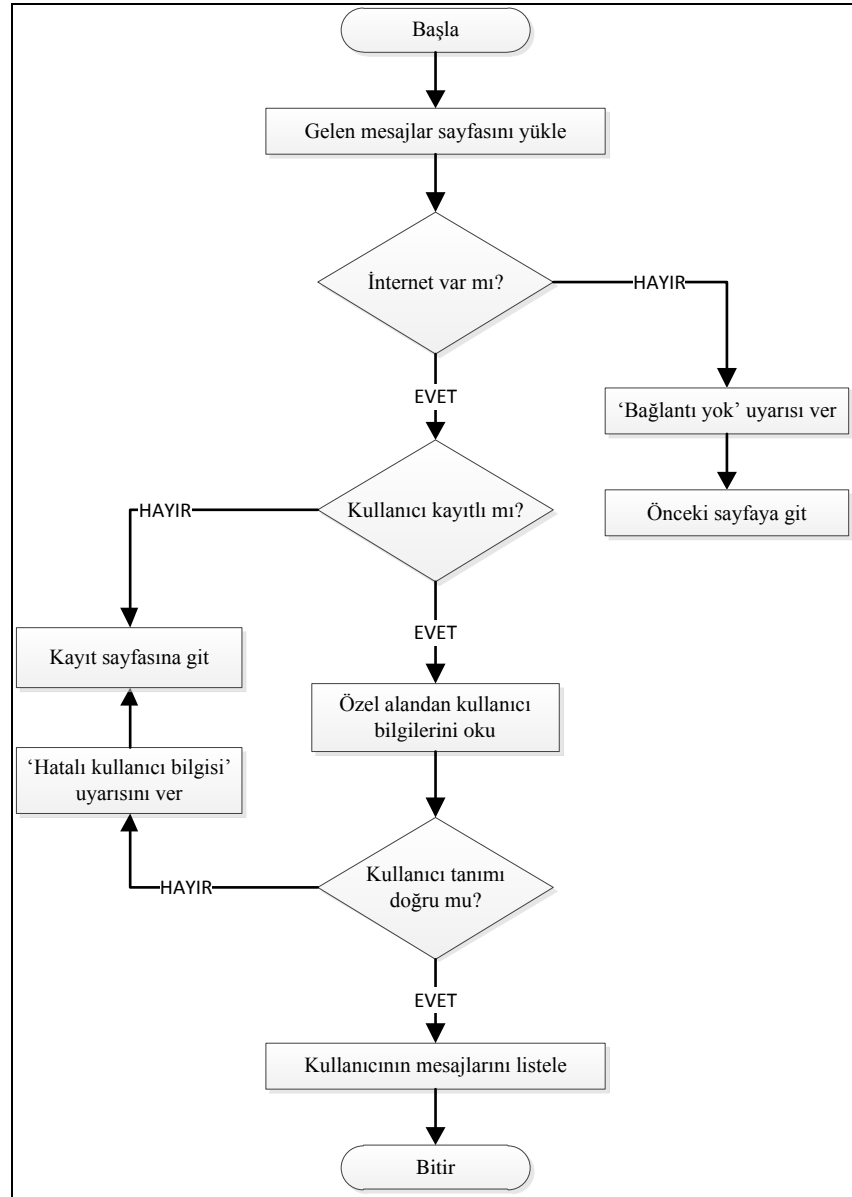 Başla
Gelen mesajlar sayfasını yükle
İnternet var mı?
HAYIR
EVET
‘Bağlantı yok’ uyarısı ver
Önceki sayfaya git
Kullanıcı kayıtlı mı?
HAYIR
EVET
Kayıt sayfasına git
Özel alandan kullanıcı
bilgilerini oku
‘Hatalı kullanıcı bilgisi’
uyarısını ver
Kullanıcı tanımı
doğru mu?
HAYIR
EVET
Kullanıcının mesajlarını listele
Bitir